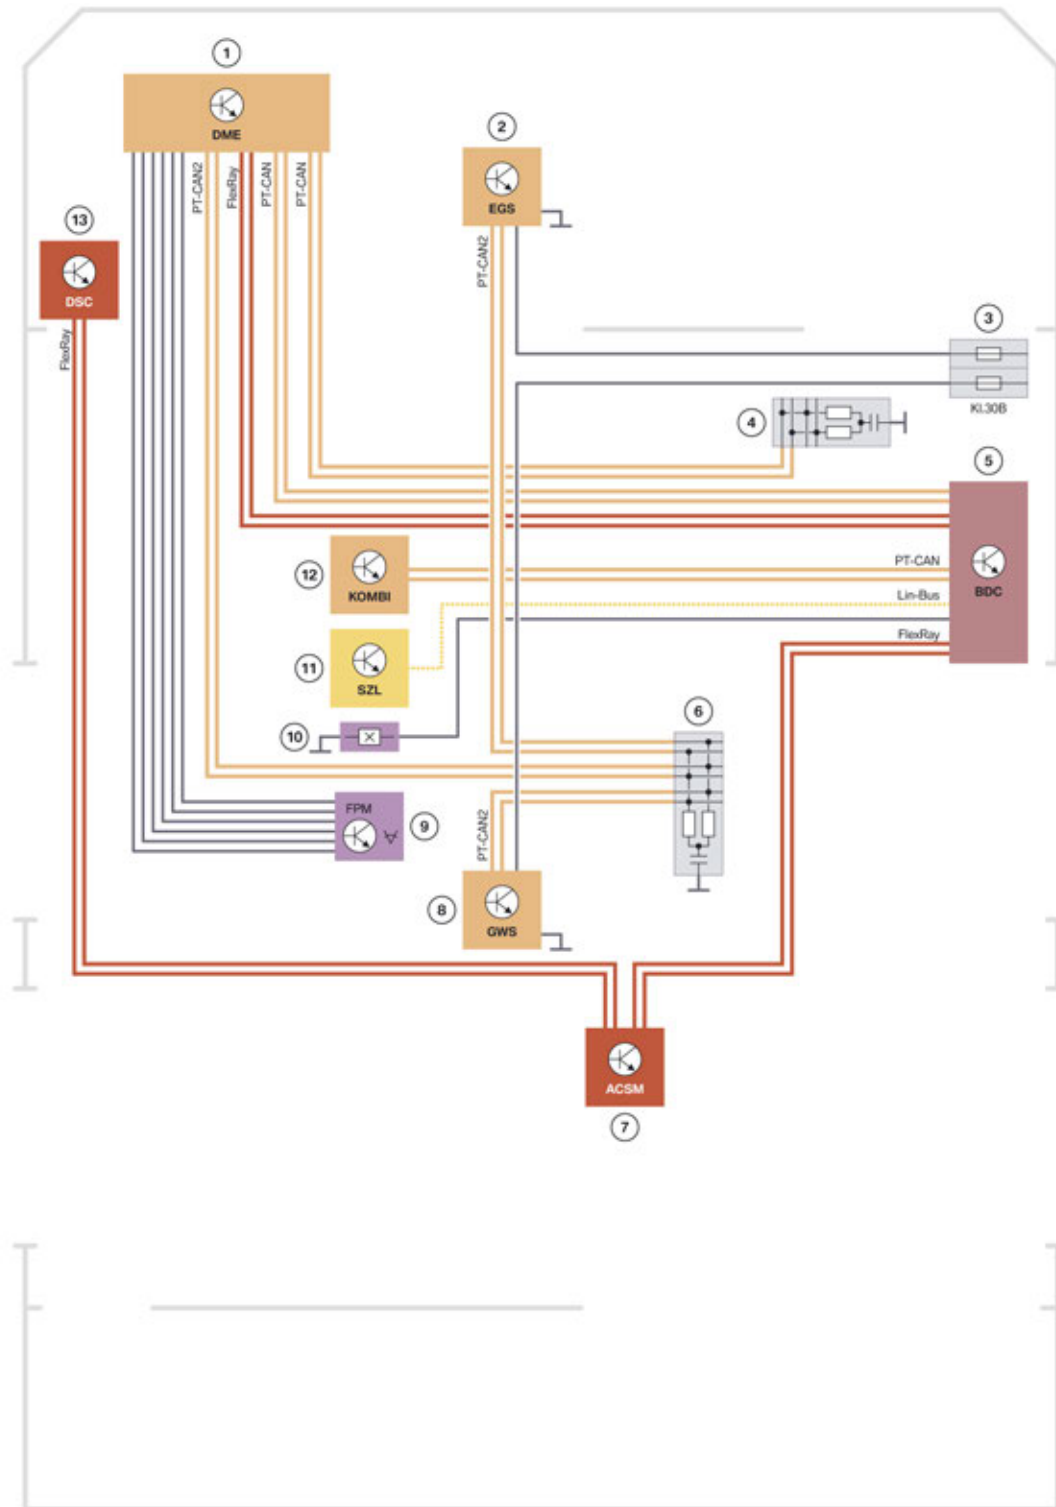 1
DME
2
EGS
PT-CAN2
FlexRay
PT-CAN
PT-CAN
13
DSC
FlexRay
PT-CAN2
3
Kl.30B
4
5
BDC
12
KOMBI
PT-CAN
Lin-Bus
FlexRay
11
SZL
6
10
FPM
9
PT-CAN2
8
GWS
ACSM
7